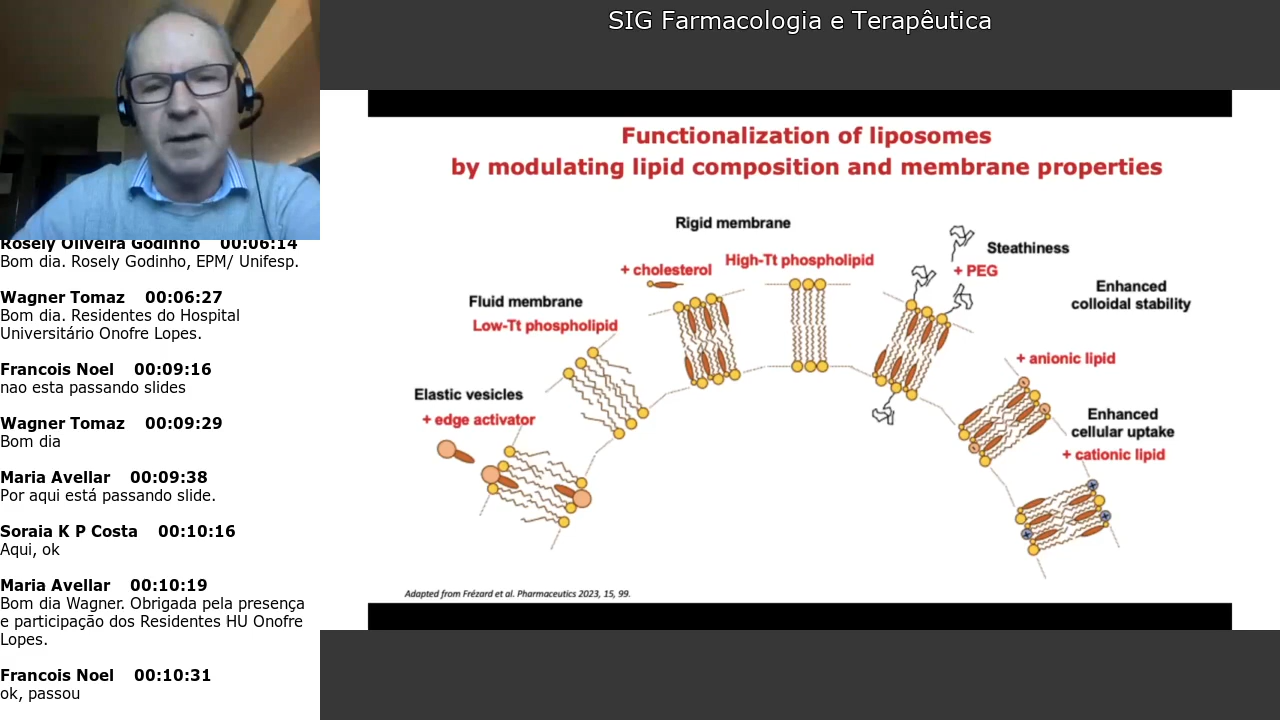 SIG Farmacologia e Terapêutica
Rosely Oliveira Godinho 00:06:14
Bom dia. Rosely Godinho, EPM/ Unifesp.
Wagner Tomaz 00:06:27
Bom dia. Residentes do Hospital
Universitário Onofre Lopes.
Francois Noel 00:09:16
nao esta passando slides
Wagner Tomaz 00:09:29
Bom dia
Maria Avellar 00:09:38
Por aqui está passando slide.
Soraia K P Costa 00:10:16
Aqui, ok
Maria Avellar 00:10:19
Bom dia Wagner. Obrigada pela presença
e participação dos Residentes HU Onofre
Lopes.
Francois Noel 00:10:31
ok, passou
Functionalization of liposomes
by modulating lipid composition and membrane properties
Rigid membrane
+ cholesterol
High-Tt phospholipid
Steathiness
+ PEG
Enhanced
colloidal stability
Fluid membrane
Low-Tt phospholipid
+ anionic lipid
Elastic vesicles
+ edge activator
Enhanced
cellular uptake
+ cationic lipid
Adapted from Frézard et al. Pharmaceutics 2023, 15, 99.